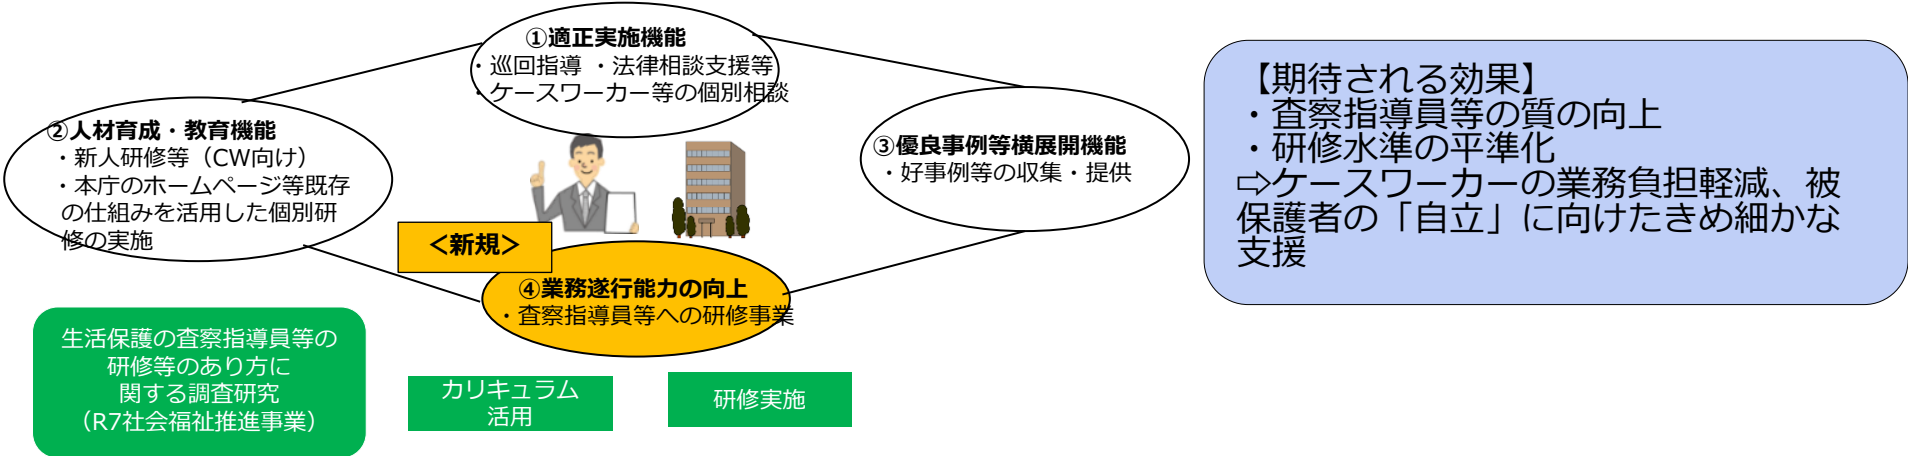 ①適正実施機能
・巡回指導 ・法律相談支援等
・ケースワーカー等の個別相談
②人材育成・教育機能
・新人研修等（CW向け）
・本庁のホームページ等既存
の仕組みを活用した個別研
修の実施
③優良事例等横展開機能
・好事例等の収集・提供
＜新規＞
④業務遂行能力の向上
・査察指導員等への研修事業
生活保護の査察指導員等の
研修等のあり方に
関する調査研究
（R7社会福祉推進事業）
カリキュラム
活用
研修実施
【期待される効果】
・査察指導員等の質の向上
・研修水準の平準化
⇨ケースワーカーの業務負担軽減、被
保護者の「自立」に向けたきめ細かな
支援